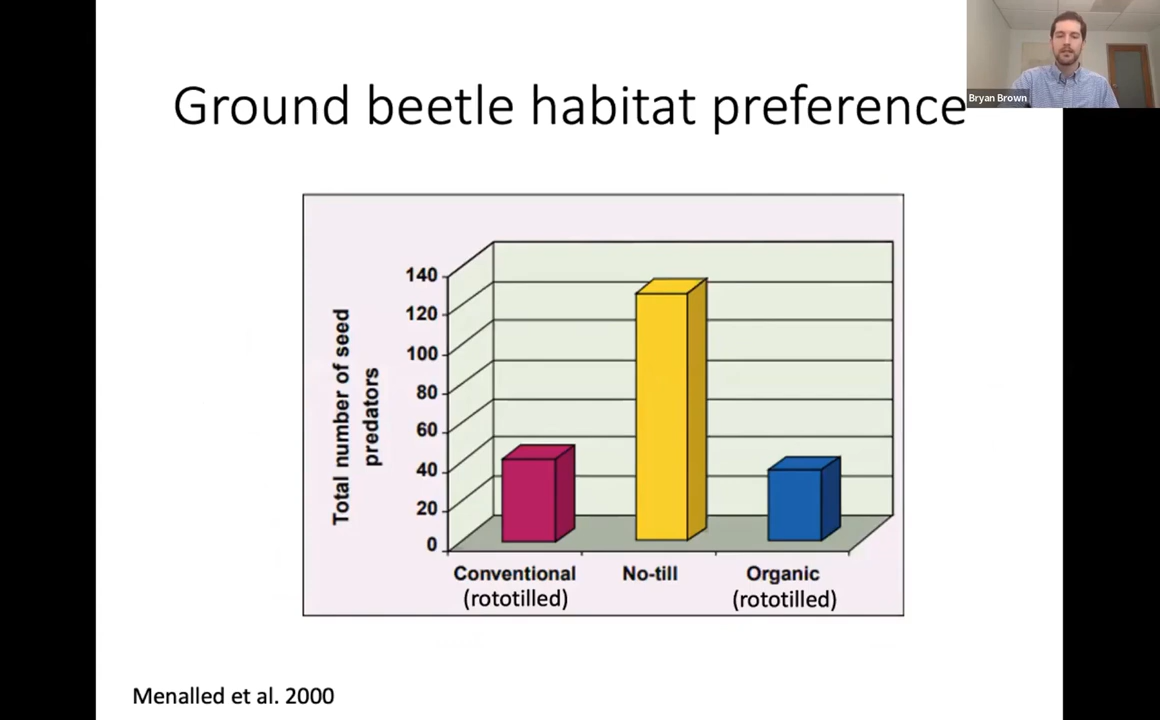 Bryan Brown
Ground beetle habitat preference
Total number of seed
predators
140
120
100
80
60
40
20
0
Conventional No-till Organic
(rototilled) (rototilled)
Menalled et al. 2000